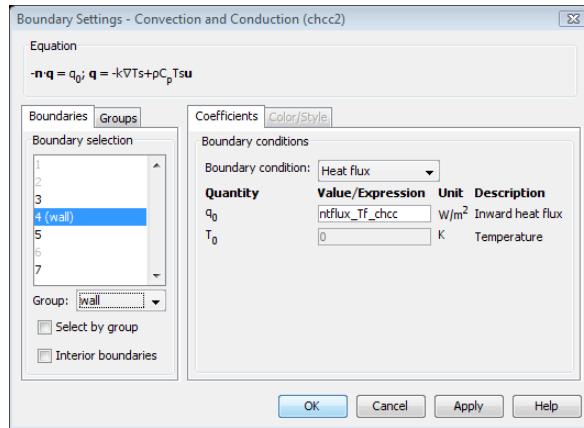 Boundary Settings - Convection and Conduction (chcc2)
Equation
-n·q = q₀; q = -k∇Ts+ρCₚTsu
Boundaries Groups
Boundary selection
1
2
3
4 (wall)
5
6
7
Group: wall
Select by group
Interior boundaries
Coefficients Color/Style
Boundary conditions
Boundary condition: Heat flux
Quantity Value/Expression Unit Description
q₀ ntflux_Tf_chcc W/m² Inward heat flux
T₀ 0 K Temperature
OK Cancel Apply Help